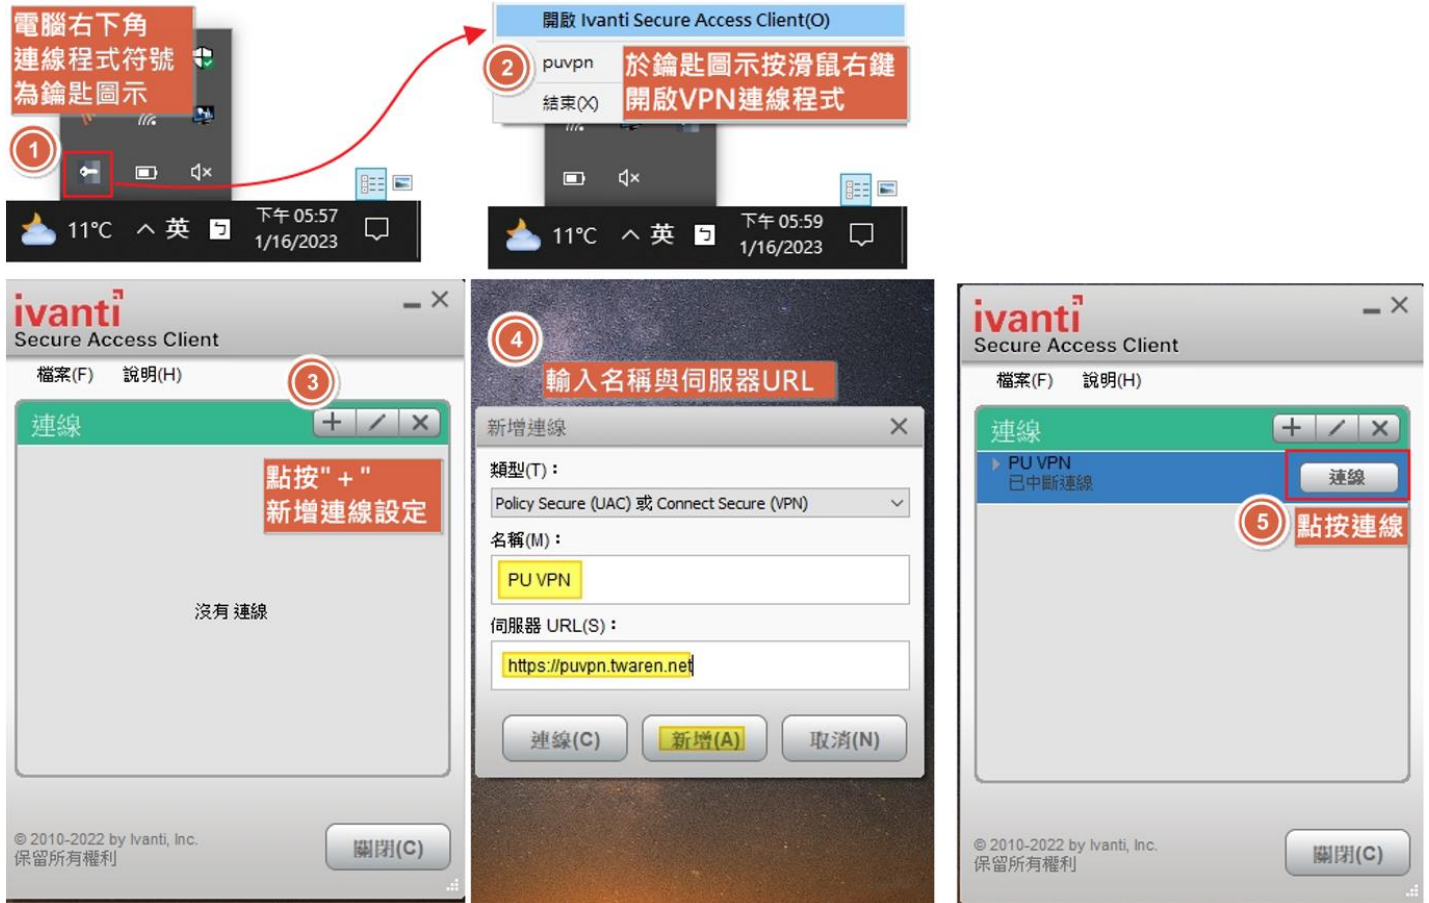 電腦右下角
連線程式符號
為鑰匙圖示
1
11°C
英
ㄅ
下午 05:57
1/16/2023
開啟 Ivanti Secure Access Client(O)
2
puvpn
結束(X)
於鑰匙圖示按滑鼠右鍵
開啟VPN連線程式
11°C
英
ㄅ
下午 05:59
1/16/2023
ivanti
Secure Access Client
檔案(F) 說明(H)
3
連線
點按" + "
新增連線設定
沒有 連線
© 2010-2022 by Ivanti, Inc.
保留所有權利
關閉(C)
4
輸入名稱與伺服器URL
新增連線
類型(T)：
Policy Secure (UAC) 或 Connect Secure (VPN)
名稱(M)：
PU VPN
伺服器 URL(S)：
https://puvpn.twaren.net
連線(C) 新增(A) 取消(N)
ivanti
Secure Access Client
檔案(F) 說明(H)
連線
PU VPN
已中斷連線
連線
5
點按連線
© 2010-2022 by Ivanti, Inc.
保留所有權利
關閉(C)